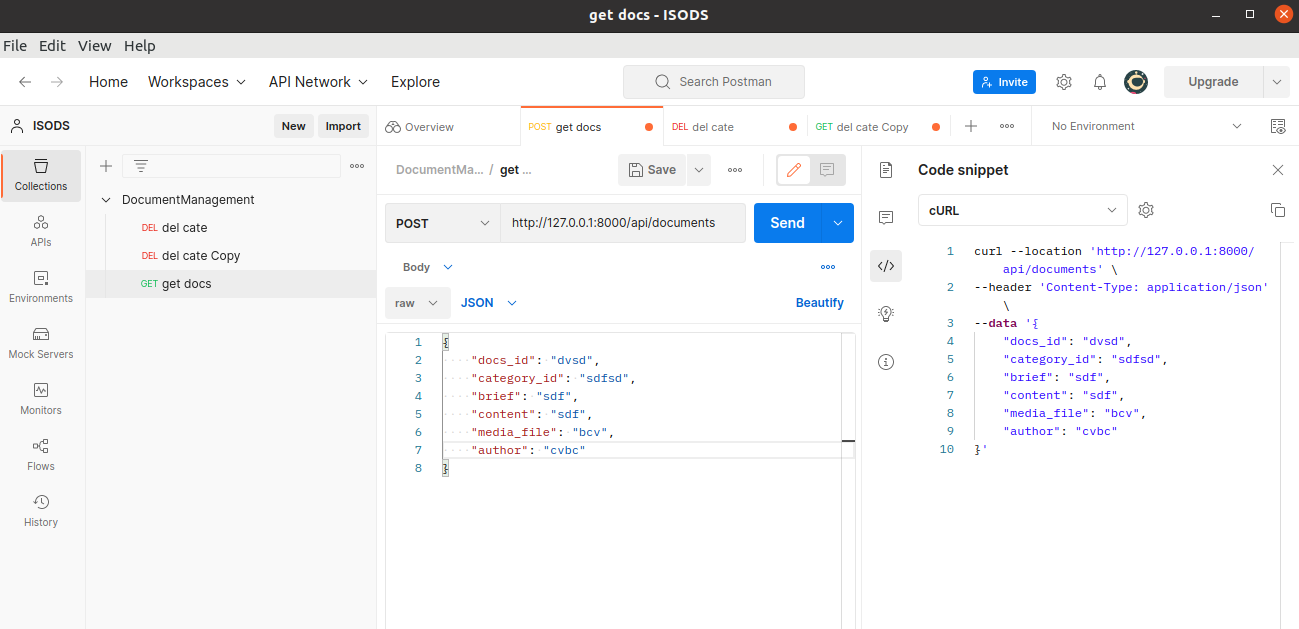 get docs - ISODS
File Edit View Help
Home Workspaces API Network Explore
Search Postman
Invite
Upgrade
ISODS
New Import
Overview
POST get docs
DEL del cate
GET del cate Copy
No Environment
Collections
APIs
Environments
Mock Servers
Monitors
Flows
History
DocumentManagement
DEL del cate
DEL del cate Copy
GET get docs
DocumentMa... / get ...
Save
POST http://127.0.0.1:8000/api/documents
Send
Body
raw JSON Beautify
1 {
2 "docs_id": "dvsd",
3 "category_id": "sdfsd",
4 "brief": "sdf",
5 "content": "sdf",
6 "media_file": "bcv",
7 "author": "cvbc"
8 }
Code snippet
cURL
1 curl --location 'http://127.0.0.1:8000/
api/documents' \
2 --header 'Content-Type: application/json'
\
3 --data '{
4 "docs_id": "dvsd",
5 "category_id": "sdfsd",
6 "brief": "sdf",
7 "content": "sdf",
8 "media_file": "bcv",
9 "author": "cvbc"
10 }'